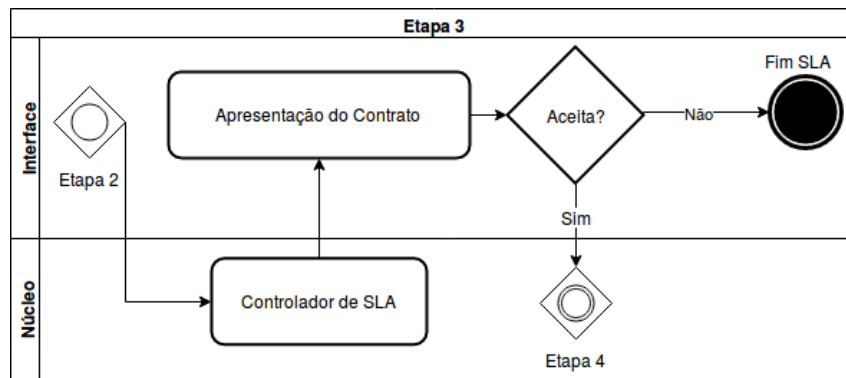 Etapa 3
Interface
Fim SLA
Apresentação do Contrato
Aceita?
Não
Etapa 2
Sim
Núcleo
Controlador de SLA
Etapa 4